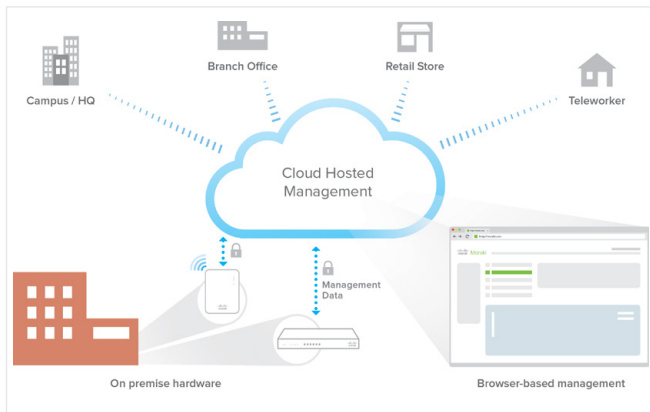 Branch Office
Retail Store
Campus / HQ
Teleworker
Cloud Hosted
Management
Meraki
Management
Data
On premise hardware
Browser-based management